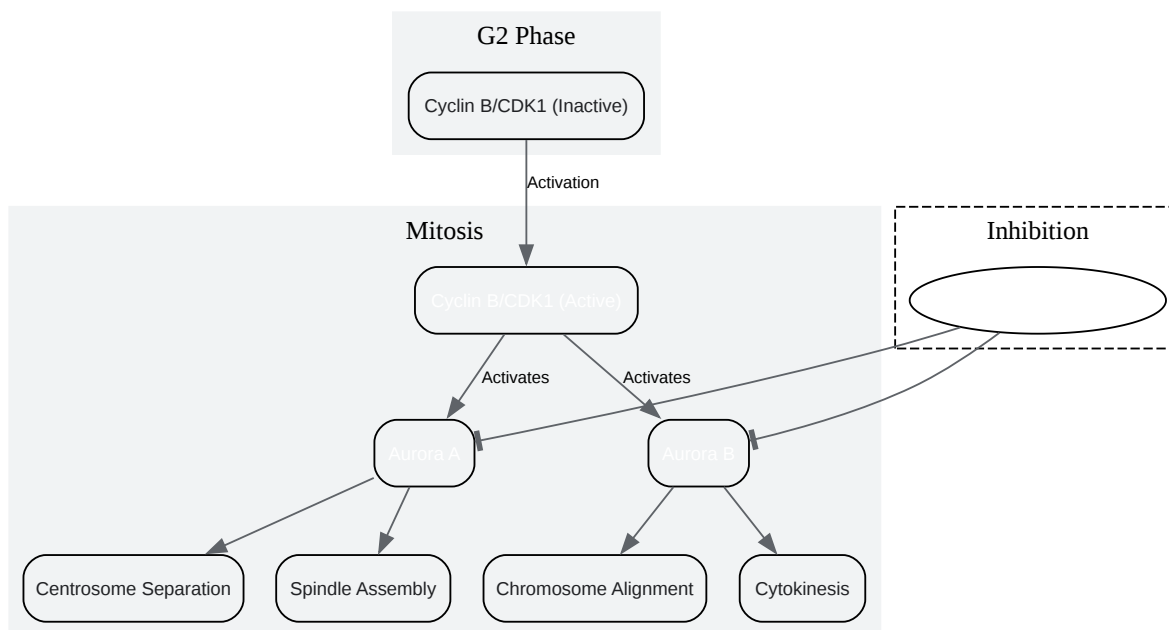 G2 Phase
Cyclin B/CDK1 (Inactive)
Activation
Mitosis
Inhibition
Cyclin B/CDK1 (Active)
Activates
Activates
Aurora A
Aurora B
Centrosome Separation
Spindle Assembly
Chromosome Alignment
Cytokinesis